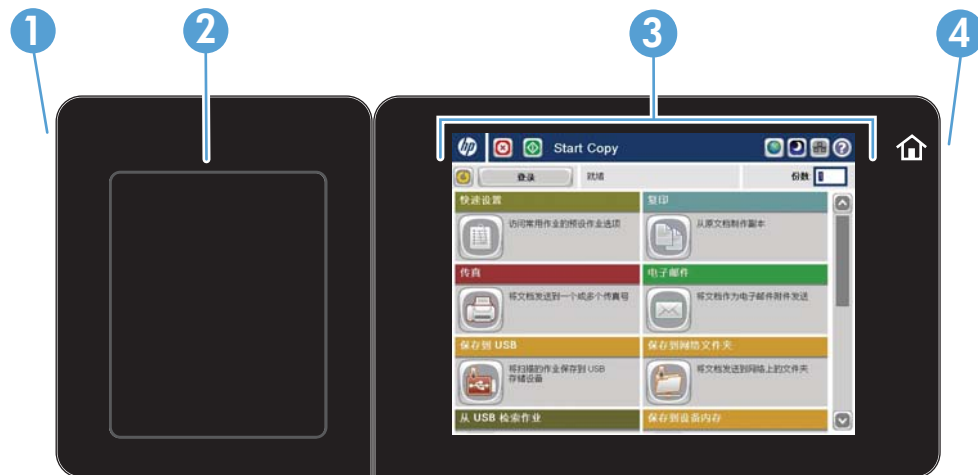 1
2
3
4
hp
Start Copy
登录
就绪
份数
1
快速设置
复印
访问常用作业的预设作业选项
从原文档制作副本
传真
电子邮件
将文档发送到一个或多个传真号
将文档作为电子邮件附件发送
保存到 USB
保存到网络文件夹
将扫描的作业保存到 USB
存储设备
将文档发送到网络上的文件夹
从 USB 检索作业
保存到设备内存